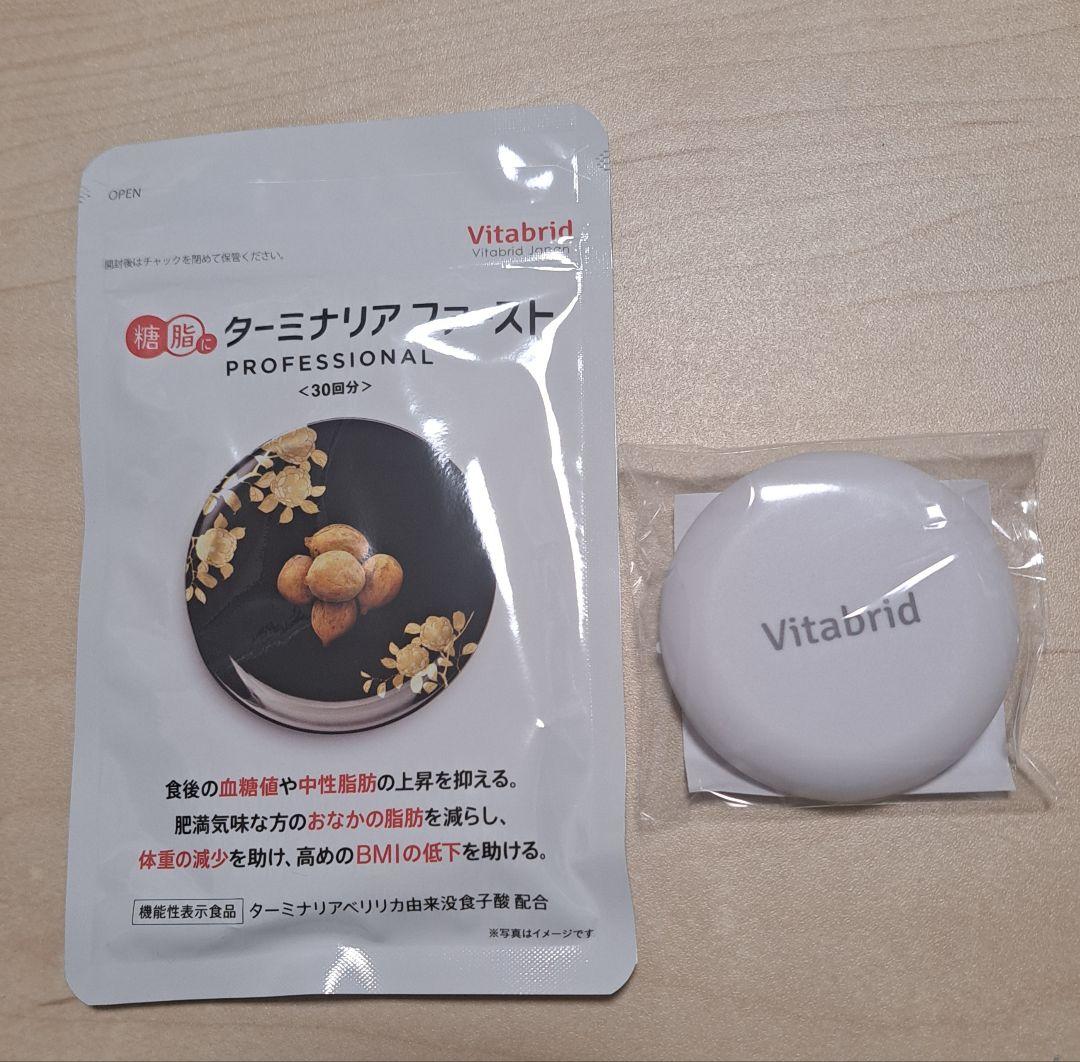 OPEN
Vitabrid
Vitabrid Japan
開封後はチャックを閉めて保管ください。
糖 脂 に ターミナリア ファースト
PROFESSIONAL
<30回分>
食後の血糖値や中性脂肪の上昇を抑える。
肥満気味な方のおなかの脂肪を減らし、
体重の減少を助け、高めのBMIの低下を助ける。
機能性表示食品 ターミナリアベリリカ由来没食子酸 配合
※写真はイメージです
Vitabrid